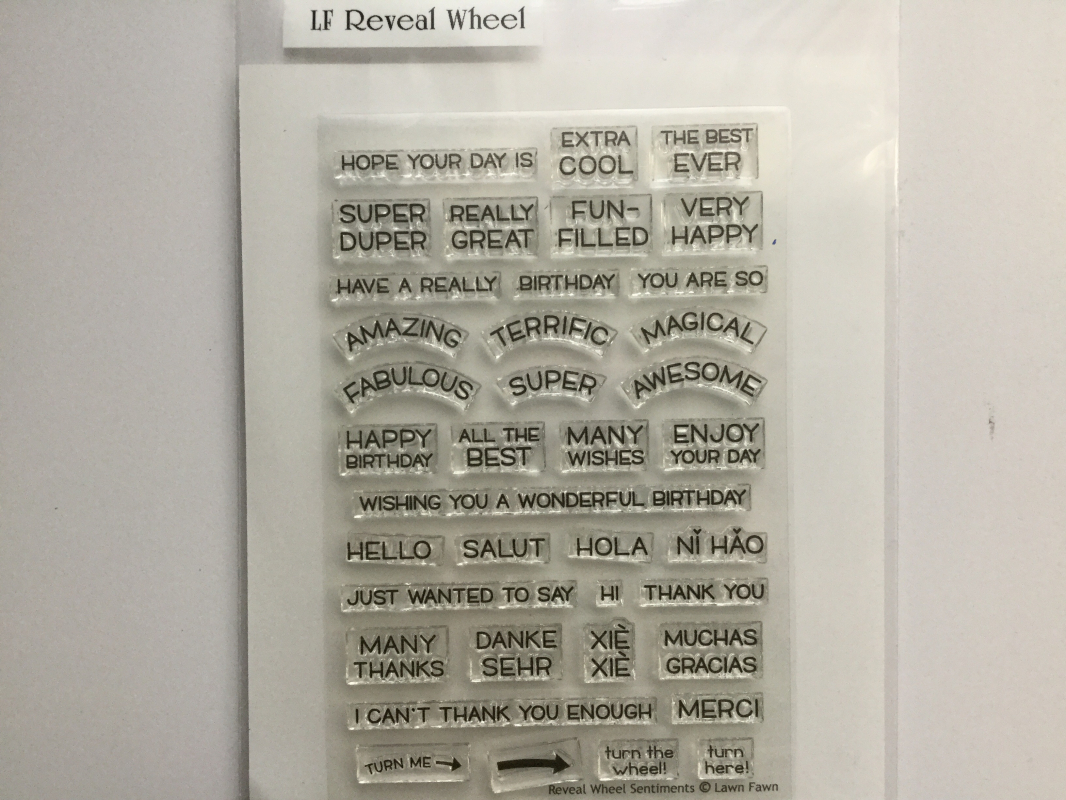 LF Reveal Wheel
HOPE YOUR DAY IS
EXTRA
COOL
THE BEST
EVER
SUPER
DUPER
REALLY
GREAT
FUN-
FILLED
VERY
HAPPY
HAVE A REALLY
BIRTHDAY
YOU ARE SO
AMAZING
TERRIFIC
MAGICAL
FABULOUS
SUPER
AWESOME
HAPPY
BIRTHDAY
ALL THE
BEST
MANY
WISHES
ENJOY
YOUR DAY
WISHING YOU A WONDERFUL BIRTHDAY
HELLO
SALUT
HOLA
NǏ HǍO
JUST WANTED TO SAY
HI
THANK YOU
MANY
THANKS
DANKE
SEHR
XIÈ
XIÈ
MUCHAS
GRACIAS
I CAN'T THANK YOU ENOUGH
MERCI
TURN ME
turn the
wheel!
turn
here!
Reveal Wheel Sentiments © Lawn Fawn